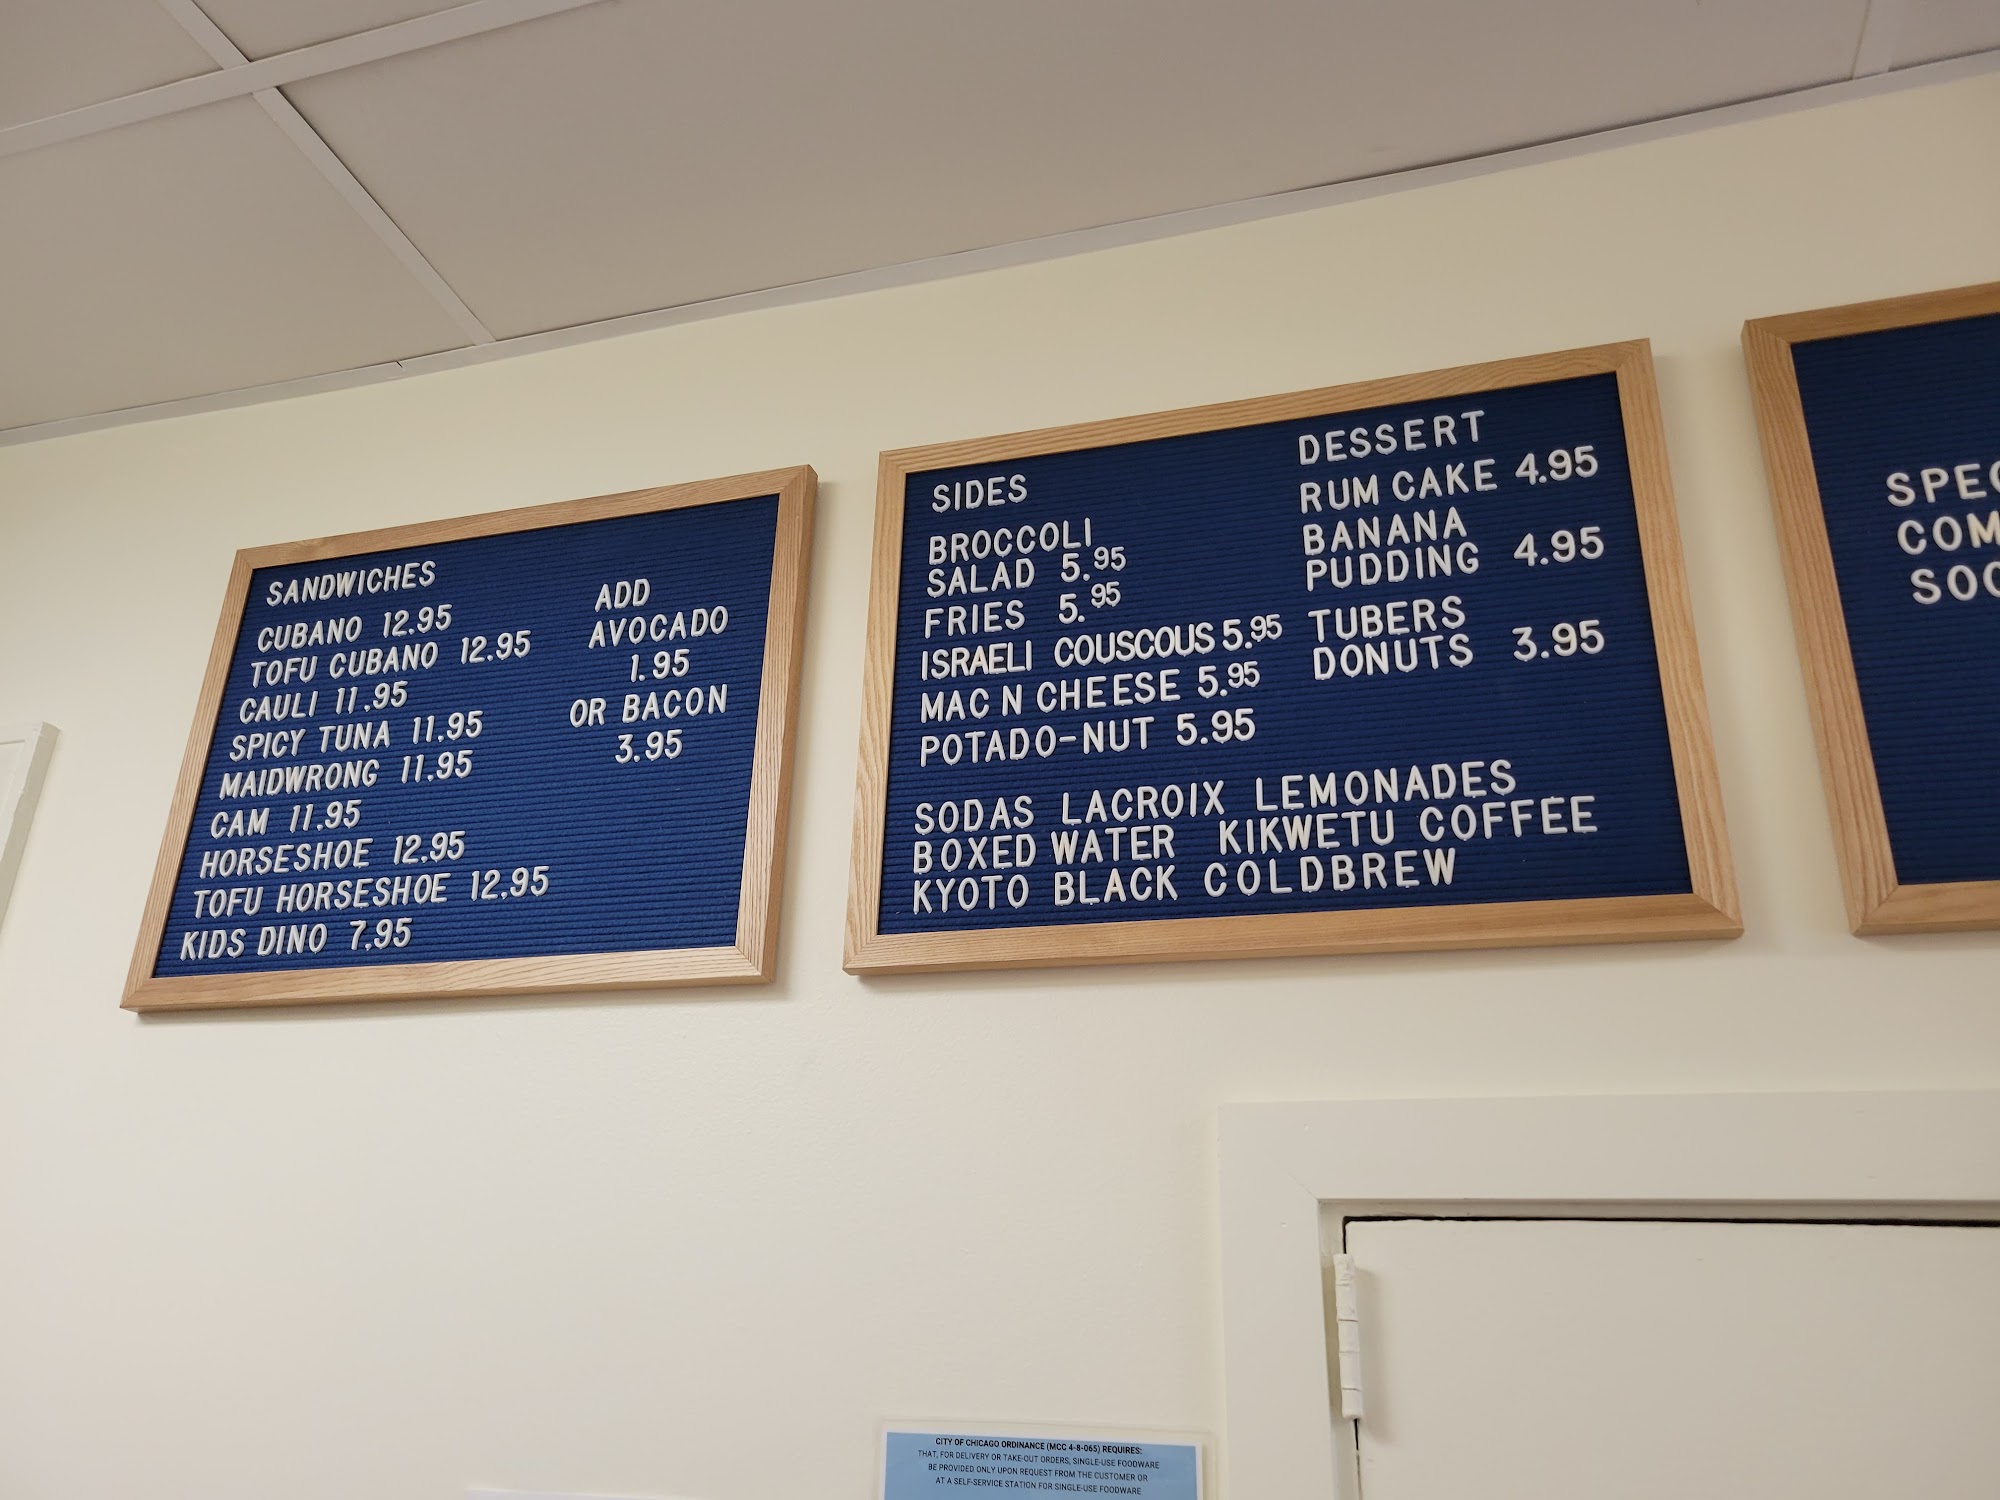 SANDWICHES
CUBANO 12.95
TOFU CUBANO 12.95
CAULI 11.95
SPICY TUNA 11.95
MAIDWRONG 11.95
CAM 11.95
HORSESHOE 12.95
TOFU HORSESHOE 12.95
KIDS DINO 7.95
ADD
AVOCADO
1.95
OR BACON
3.95
SIDES
BROCCOLI
SALAD 5.95
FRIES 5.95
ISRAELI COUSCOUS 5.95
MAC N CHEESE 5.95
POTADO-NUT 5.95
DESSERT
RUM CAKE 4.95
BANANA
PUDDING 4.95
TUBERS
DONUTS 3.95
SODAS LACROIX LEMONADES
BOXED WATER KIKWETU COFFEE
KYOTO BLACK COLDBREW
CITY OF CHICAGO ORDINANCE (MCC 4-8-065) REQUIRES:
THAT, FOR DELIVERY OR TAKE-OUT ORDERS, SINGLE-USE FOODWARE
BE PROVIDED ONLY UPON REQUEST FROM THE CUSTOMER OR
AT A SELF-SERVICE STATION FOR SINGLE-USE FOODWARE